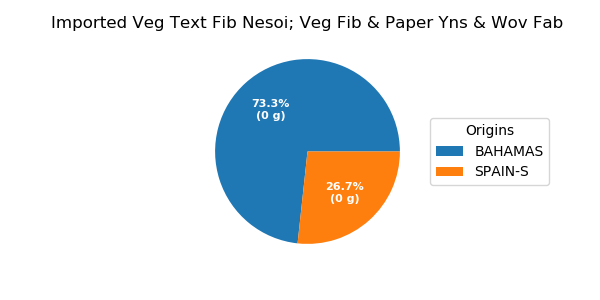 Imported Veg Text Fib Nesoi; Veg Fib & Paper Yns & Wov Fab
73.3%
(0 g)
26.7%
(0 g)
Origins
BAHAMAS
SPAIN-S